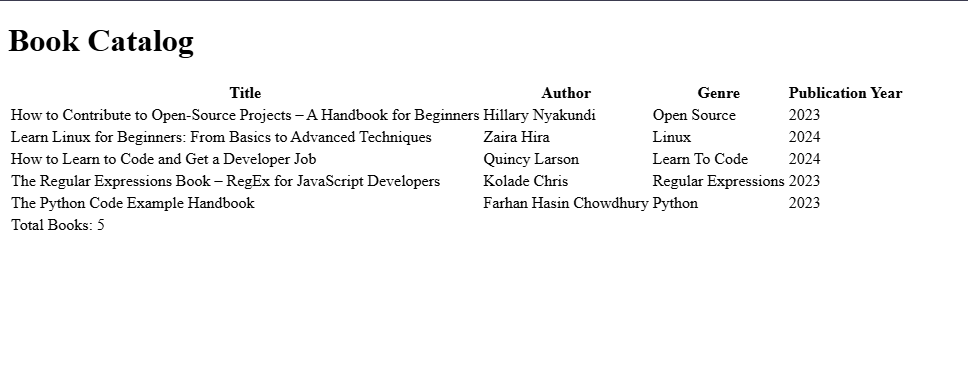 Book Catalog
Title Author Genre Publication Year
How to Contribute to Open-Source Projects – A Handbook for Beginners Hillary Nyakundi Open Source 2023
Learn Linux for Beginners: From Basics to Advanced Techniques Zaira Hira Linux 2024
How to Learn to Code and Get a Developer Job Quincy Larson Learn To Code 2024
The Regular Expressions Book – RegEx for JavaScript Developers Kolade Chris Regular Expressions 2023
The Python Code Example Handbook Farhan Hasin Chowdhury Python 2023
Total Books: 5